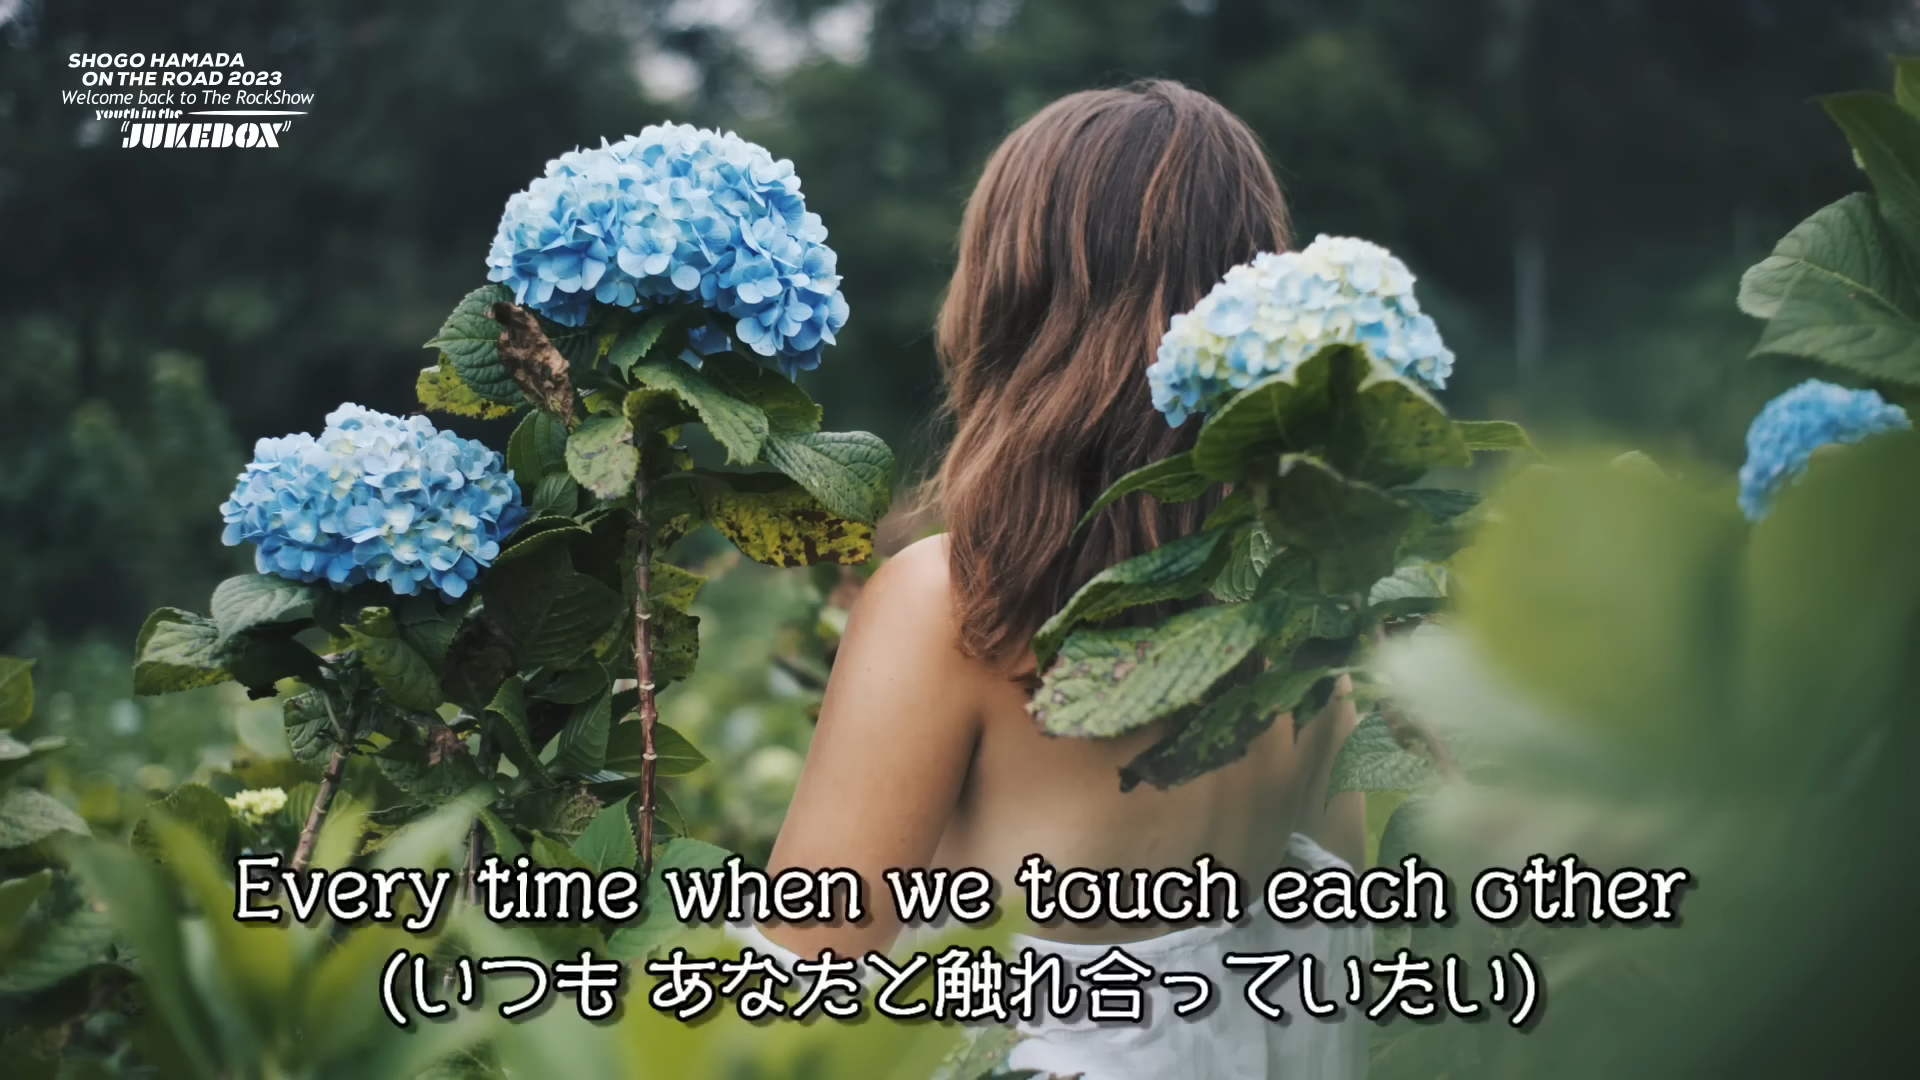 SHOGO HAMADA
ON THE ROAD 2023
Welcome back to The RockShow
youth in the
"JUKEBOX"
Every time when we touch each other
(いつも あなたと触れ合っていたい)